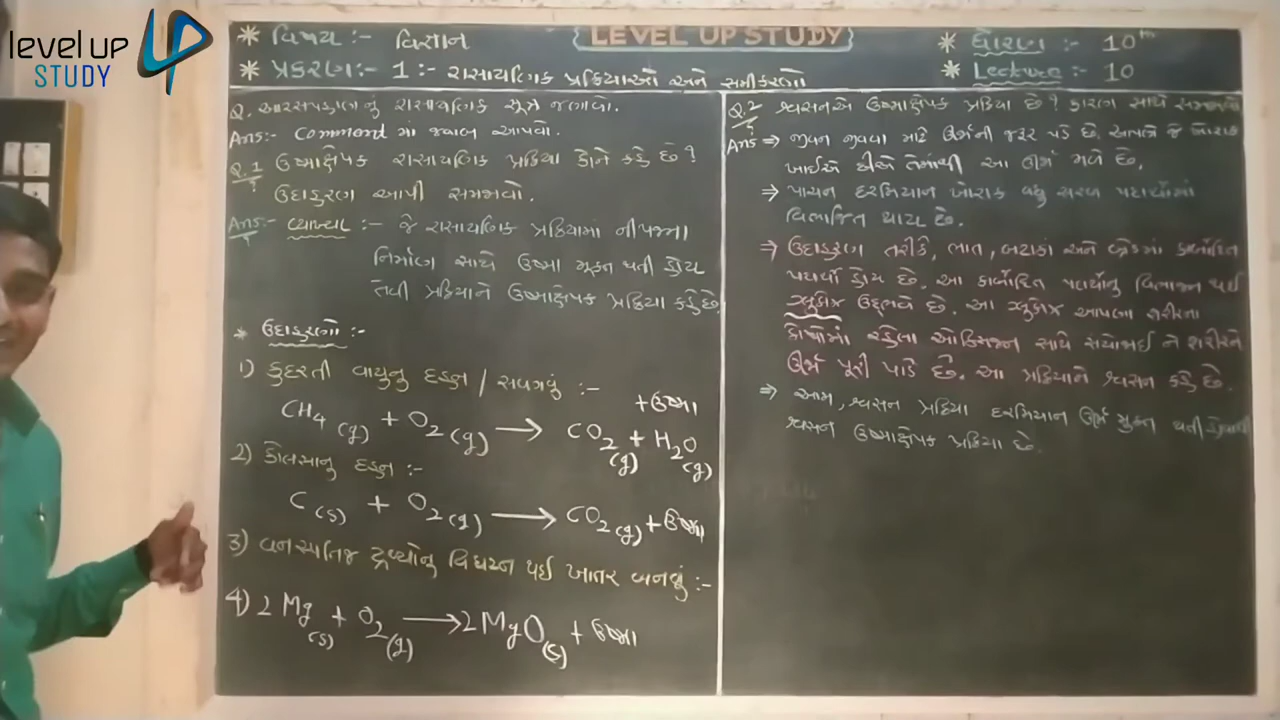 level up
STUDY
LEVEL UP STUDY
* વિષય :- વિજ્ઞાન
* પ્રકરણ:- 1 :- રાસાયણિક પ્રક્રિયાઓ અને સમીકરણો
* ધોરણ :- 10th
* Lecture :- 10
Q. આરસપહાણનું રાસાયણિક સૂત્ર જણાવો.
Ans:- Commend માં જવાબ આપવો.
Q.1 ઉષ્માક્ષેપક રાસાયણિક પ્રક્રિયા કોને કહે છે?
ઉદાહરણ આપી સમજાવો.
Ans:- વ્યાખ્યા :- જે રાસાયણિક પ્રક્રિયામાં નીપજના
નિર્માણ સાથે ઉષ્મા મુક્ત થતી હોય
તેવી પ્રક્રિયાને ઉષ્માક્ષેપક પ્રક્રિયા કહે છે.
* ઉદાહરણો :-
1) કુદરતી વાયુનુ દહન / સળગવું :-
CH4 (g) + O2 (g) → CO2 (g) + H2O (g) + ઉષ્મા
2) કોલસાનુ દહન :-
C (s) + O2 (g) → CO2 (g) + ઉષ્મા
3) વનસ્પતિજ દ્રવ્યોનુ વિઘટન થઈ ખાતર બનવું :-
4) 2 Mg (s) + O2 (g) → 2 MgO (s) + ઉષ્મા
Q.2 શ્વસન એ ઉષ્માક્ષેપક પ્રક્રિયા છે? કારણ સાથે સમજાવો
Ans ⇒ જીવન જીવવા માટે ઊર્જાની જરૂર પડે છે. આપણે જે ખોરાક
ખાઈએ છીએ તેમાંથી આ ઊર્જા મળે છે.
⇒ પાચન દરમિયાન ખોરાક વધુ સરળ પદાર્થોમાં
વિભાજિત થાય છે.
⇒ ઉદાહરણ તરીકે, ભાત, બટાકા અને બ્રેડમાં કાર્બોદિત
પદાર્થો હોય છે. આ કાર્બોદિત પદાર્થોનુ વિભાજન થઈ
ગ્લુકોઝ ઉદ્દભવે છે. આ ગ્લુકોઝ આપણા શરીરના
કોષોમાં રહેલા ઓક્સિજન સાથે સંયોજાઈ ને શરીરને
ઊર્જા પૂરી પાડે છે. આ પ્રક્રિયાને શ્વસન કહે છે.
⇒ આમ, શ્વસન પ્રક્રિયા દરમિયાન ઊર્જા મુક્ત થતી હોવાથી
શ્વસન ઉષ્માક્ષેપક પ્રક્રિયા છે.